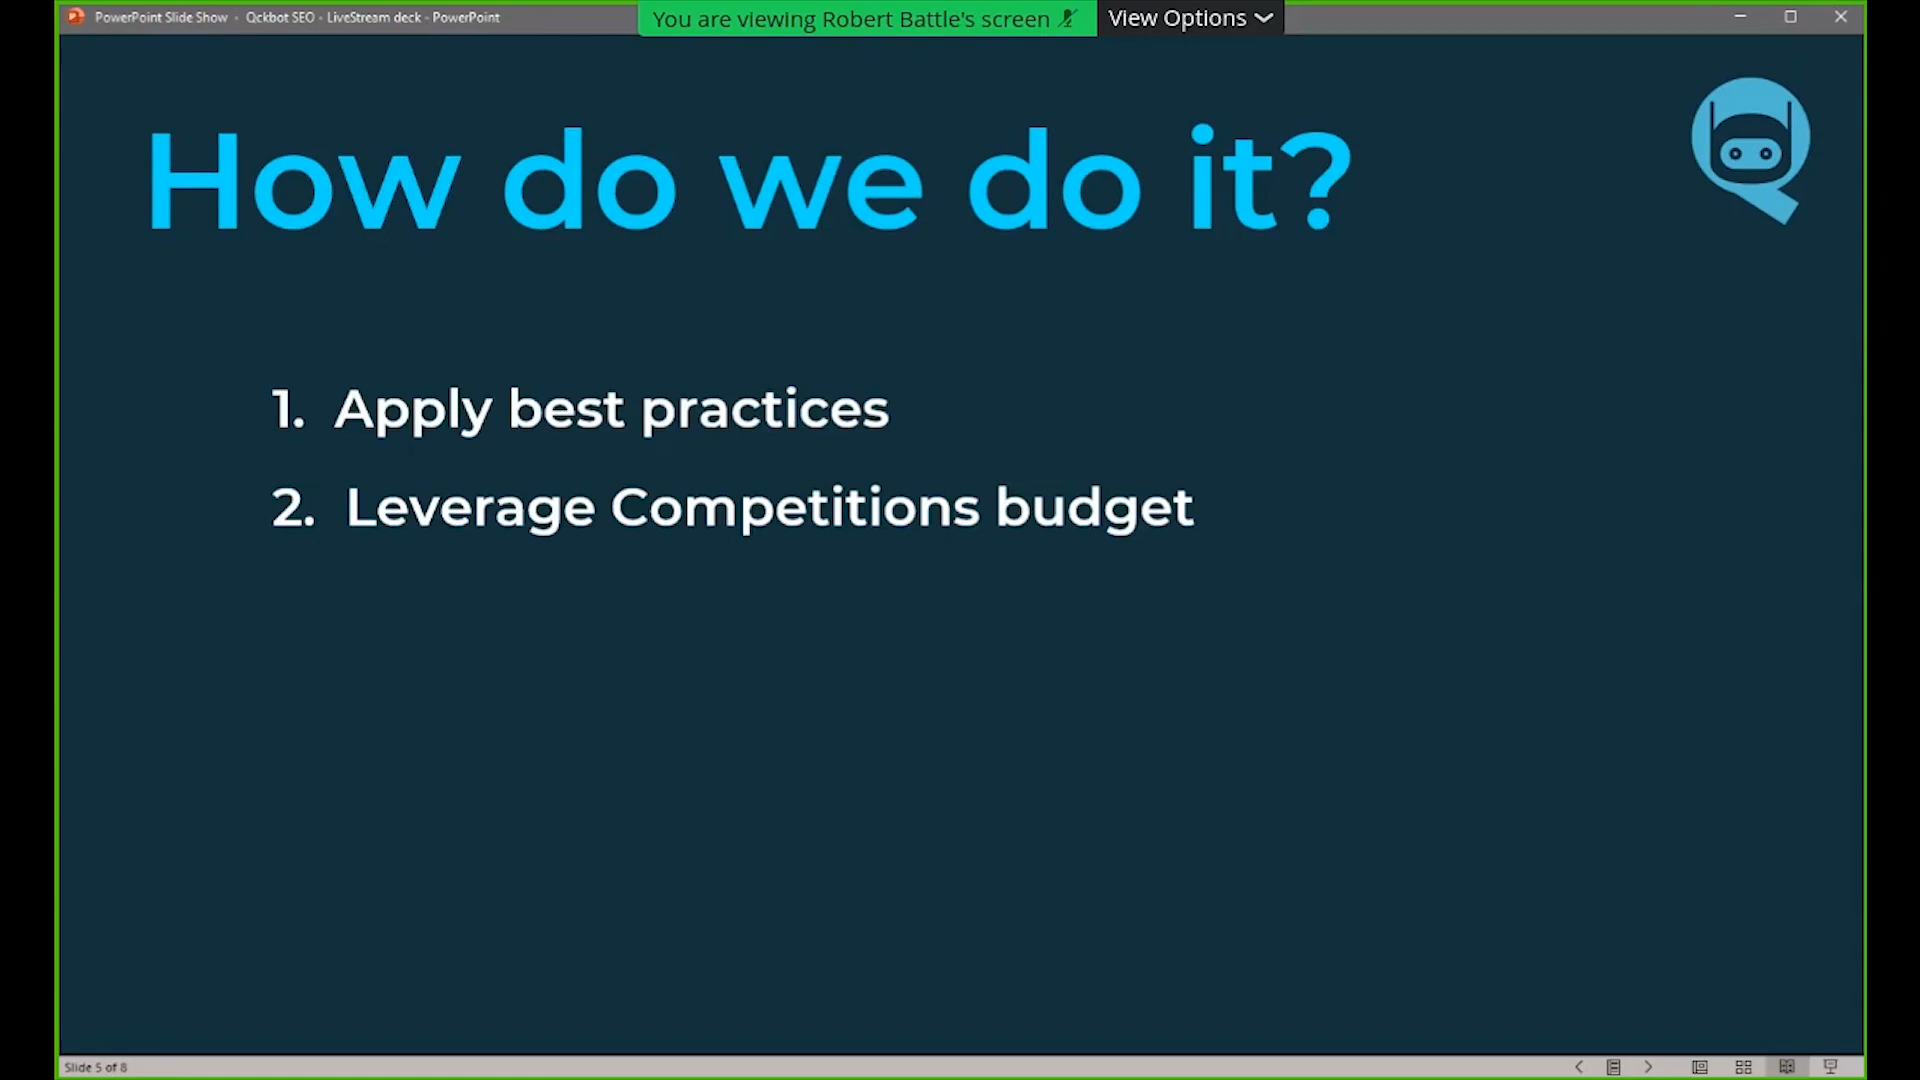 PowerPoint Slide Show - Qckbot SEO - LiveStream deck - PowerPoint
You are viewing Robert Battle's screen
View Options
How do we do it?
1. Apply best practices
2. Leverage Competitions budget
Slide 5 of 8